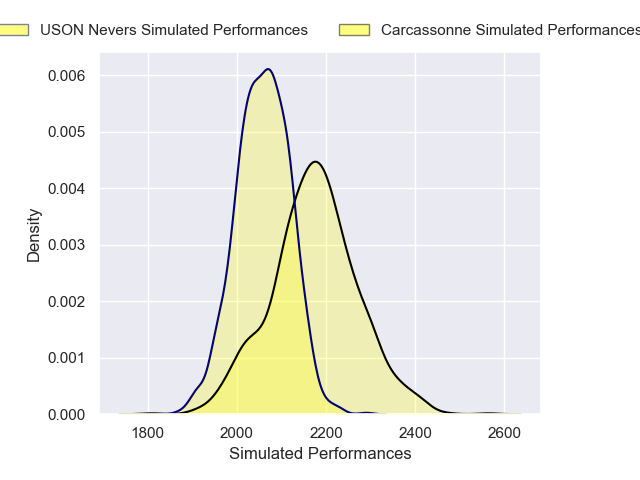 USON Nevers Simulated Performances Carcassonne Simulated Performances
0.006
0.005
0.004
0.003
0.002
0.001
0.000
Density
1800 2000 2200 2400 2600
Simulated Performances